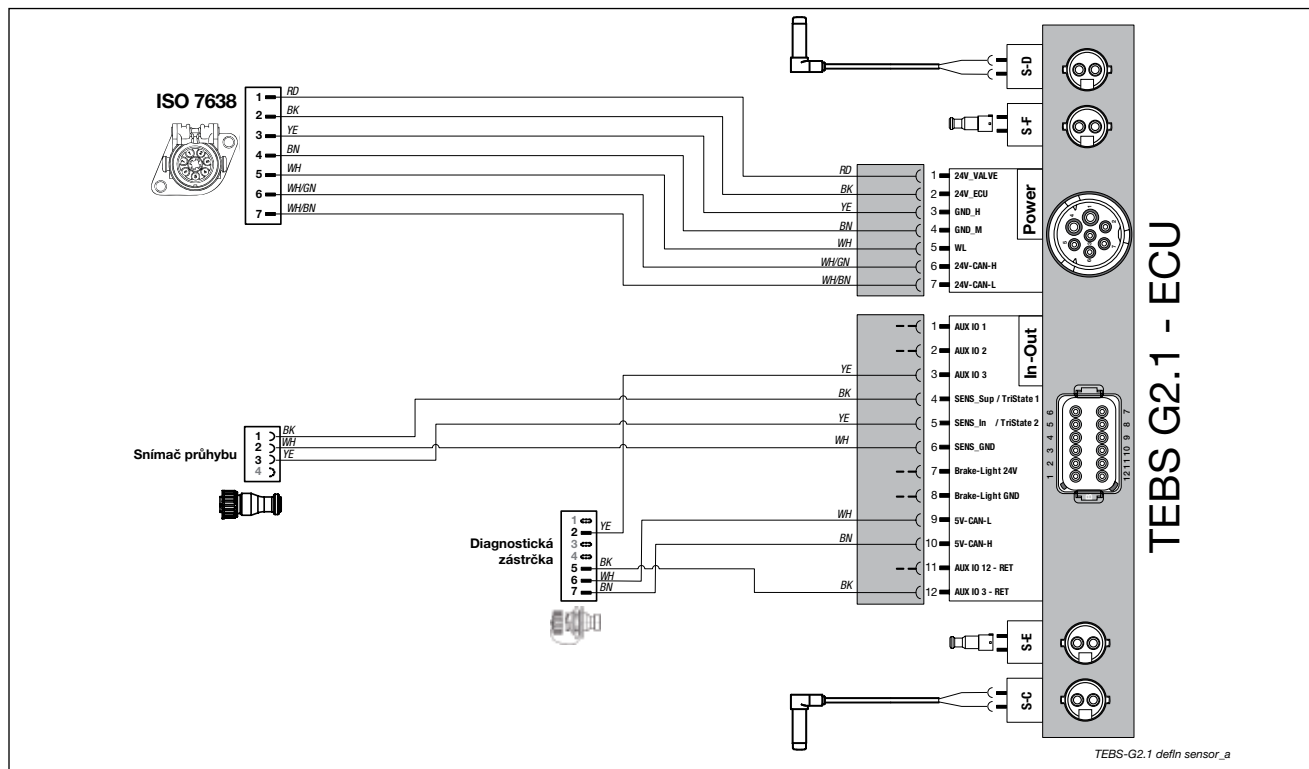 S-D
S-F
ISO 7638
1 RD
2 BK
3 YE
4 BN
5 WH
6 WH/GN
7 WH/BN
RD 1 24V_VALVE
BK 2 24V_ECU
YE 3 GND_H
BN 4 GND_M
WH 5 WL
WH/GN 6 24V-CAN-H
WH/BN 7 24V-CAN-L
Power
1 AUX IO 1
2 AUX IO 2
YE 3 AUX IO 3
BK 4 SENS_Sup / TriState 1
YE 5 SENS_In / TriState 2
WH 6 SENS_GND
7 Brake-Light 24V
8 Brake-Light GND
WH 9 5V-CAN-L
BN 10 5V-CAN-H
11 AUX IO 12 - RET
BK 12 AUX IO 3 - RET
In-Out
6 7
5 8
4 9
3 10
2 11
1 12
TEBS G2.1 - ECU
Snímač průhybu
1 BK
2 WH
3 YE
4
Diagnostická
zástrčka
1
2 YE
3
4
5 BK
6 WH
7 BN
S-E
S-C
TEBS-G2.1 defln sensor_a